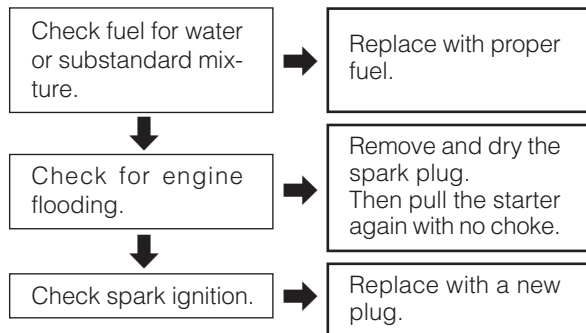 Check fuel for water
or substandard mix-
ture.
Replace with proper
fuel.
Check for engine
flooding.
Remove and dry the
spark plug.
Then pull the starter
again with no choke.
Check spark ignition.
Replace with a new
plug.